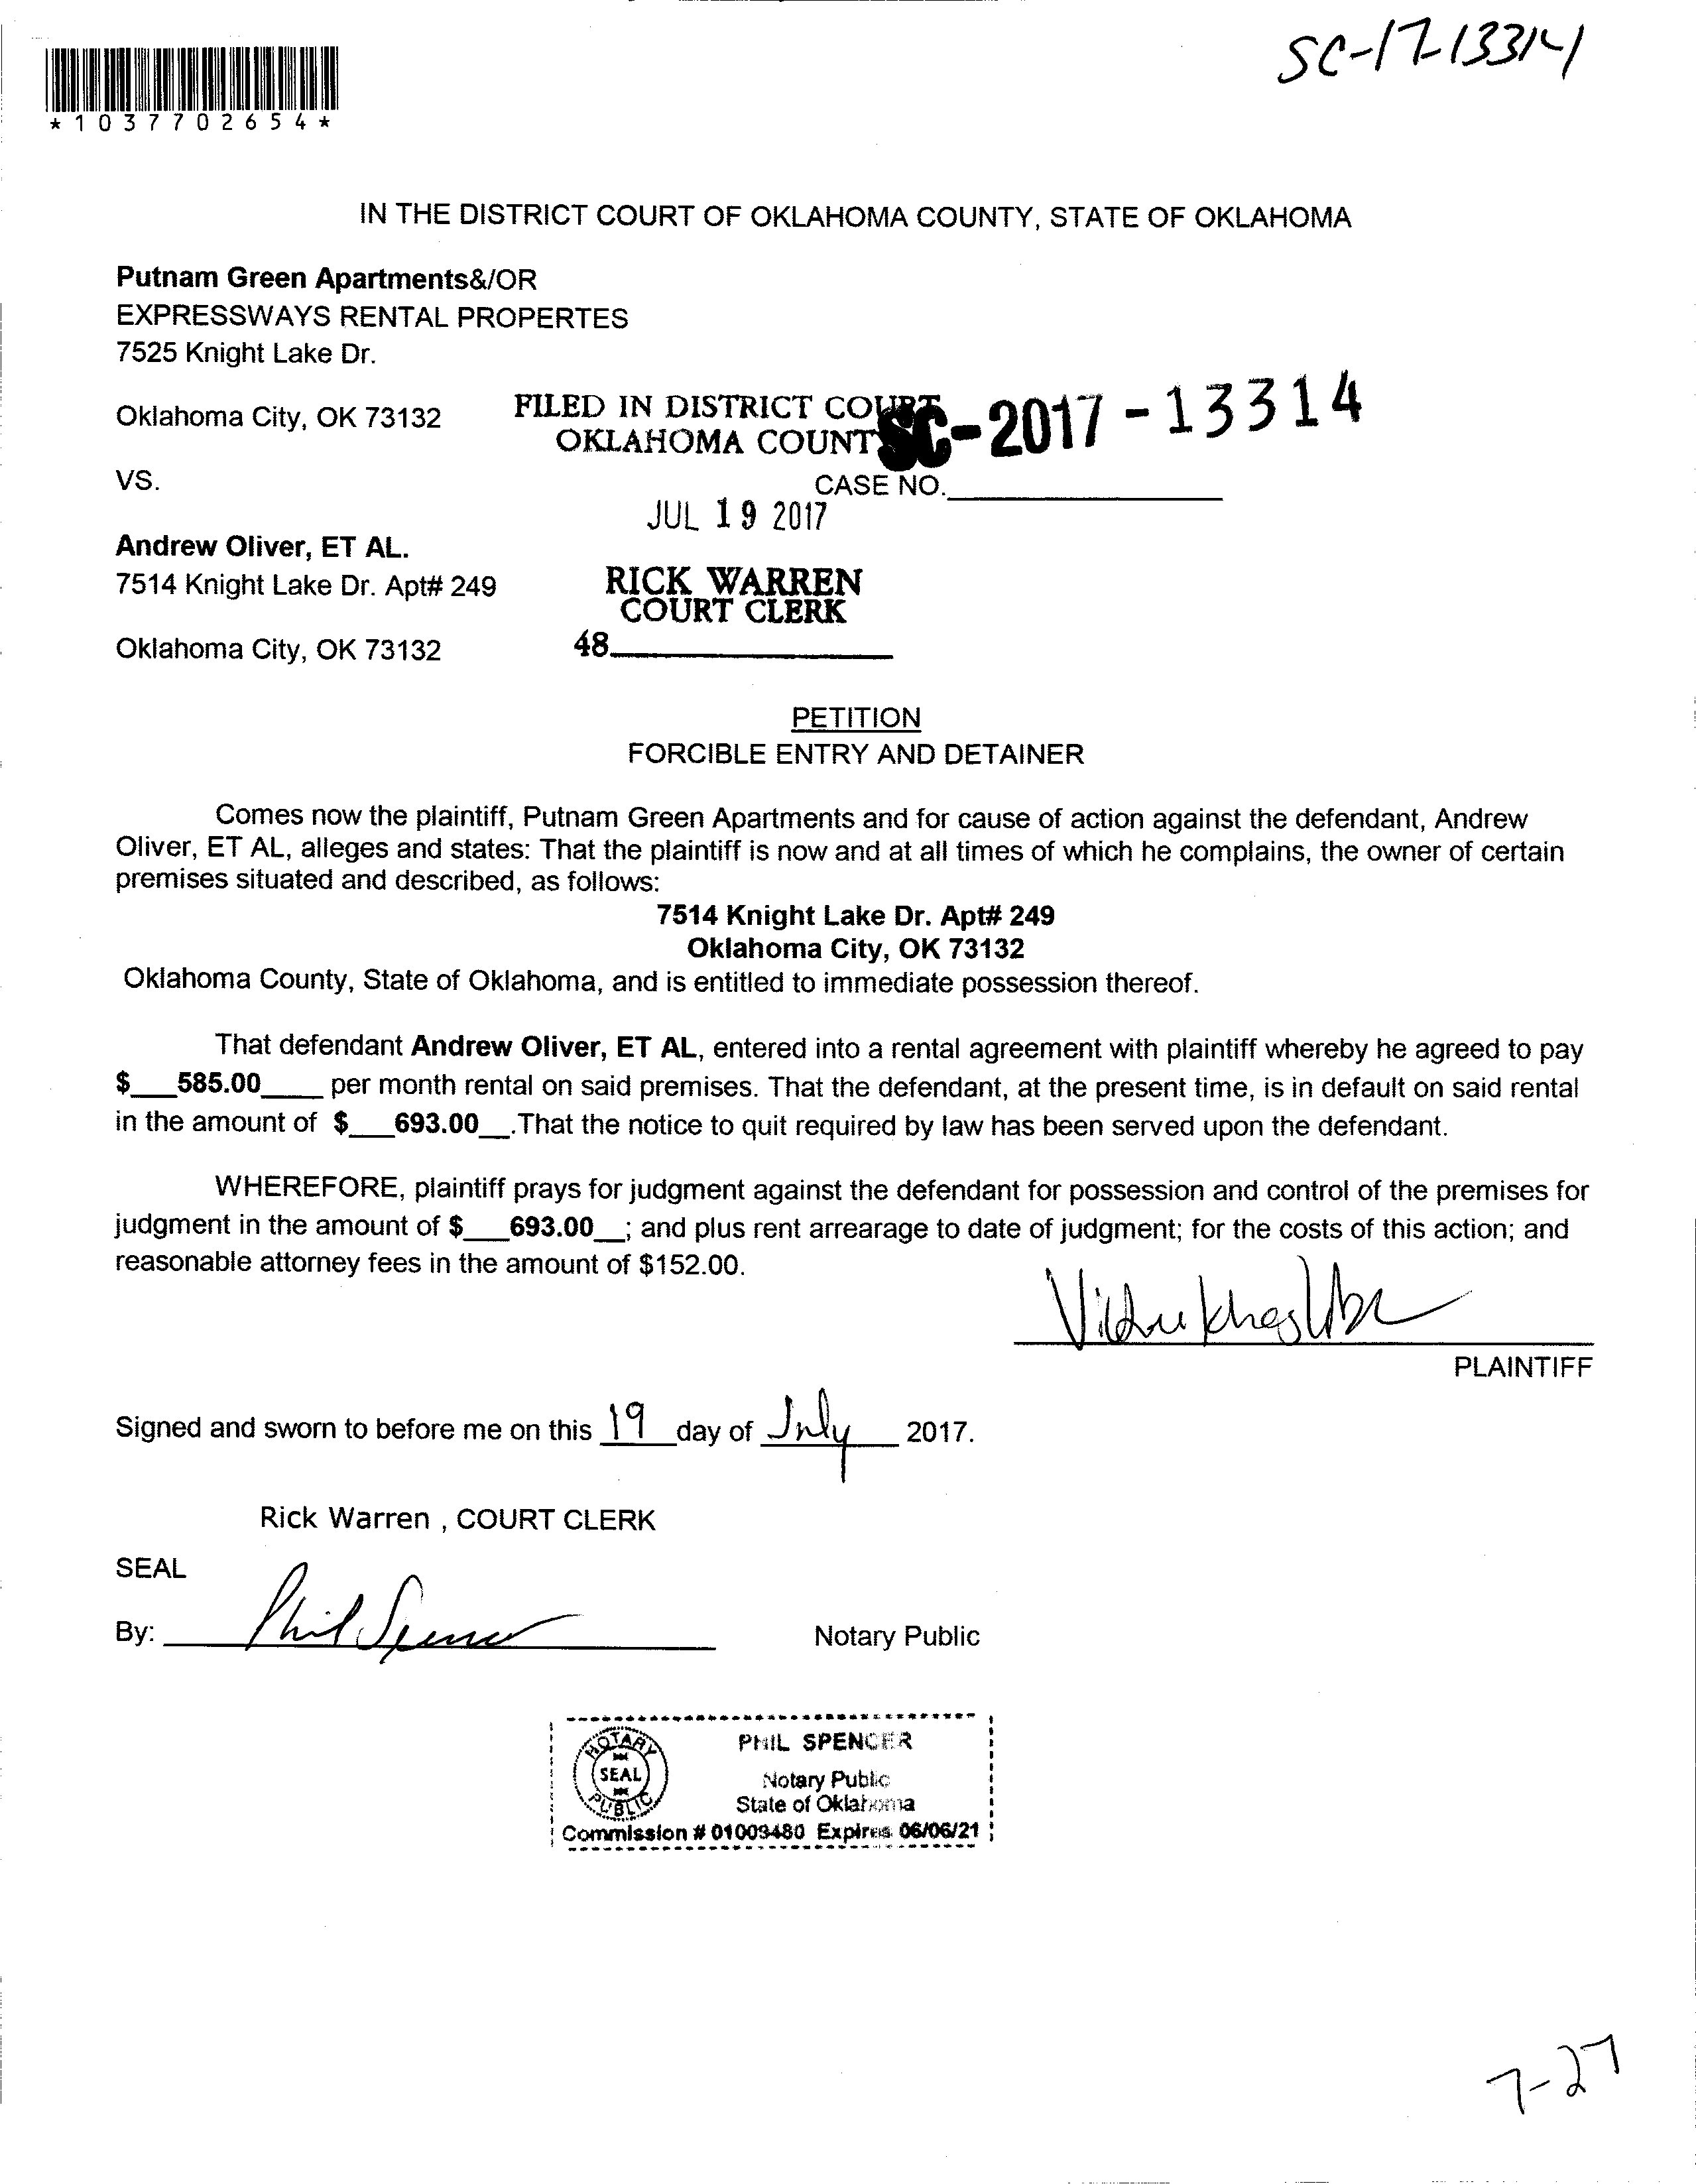 SC-17-13314
*1037702654*
IN THE DISTRICT COURT OF OKLAHOMA COUNTY, STATE OF OKLAHOMA
Putnam Green Apartments&/OR
EXPRESSWAYS RENTAL PROPERTES
7525 Knight Lake Dr.
Oklahoma City, OK 73132
FILED IN DISTRICT COURT
OKLAHOMA COUNT
SC-2017-13314
VS.
CASE NO.
JUL 19 2017
Andrew Oliver, ET AL.
7514 Knight Lake Dr. Apt# 249
RICK WARREN
COURT CLERK
Oklahoma City, OK 73132
48
PETITION
FORCIBLE ENTRY AND DETAINER
Comes now the plaintiff, Putnam Green Apartments and for cause of action against the defendant, Andrew
Oliver, ET AL, alleges and states: That the plaintiff is now and at all times of which he complains, the owner of certain
premises situated and described, as follows:
7514 Knight Lake Dr. Apt# 249
Oklahoma City, OK 73132
Oklahoma County, State of Oklahoma, and is entitled to immediate possession thereof.
That defendant Andrew Oliver, ET AL, entered into a rental agreement with plaintiff whereby he agreed to pay
$___585.00____ per month rental on said premises. That the defendant, at the present time, is in default on said rental
in the amount of $___693.00__.That the notice to quit required by law has been served upon the defendant.
WHEREFORE, plaintiff prays for judgment against the defendant for possession and control of the premises for
judgment in the amount of $___693.00__; and plus rent arrearage to date of judgment; for the costs of this action; and
reasonable attorney fees in the amount of $152.00.
PLAINTIFF
Signed and sworn to before me on this 19 day of July 2017.
Rick Warren , COURT CLERK
SEAL
By: Phil Spencer
Notary Public
NOTARY
SEAL
PUBLIC
PHIL SPENCER
Notary Public
State of Oklahoma
Commission # 01009480 Expires 06/06/21
7-27